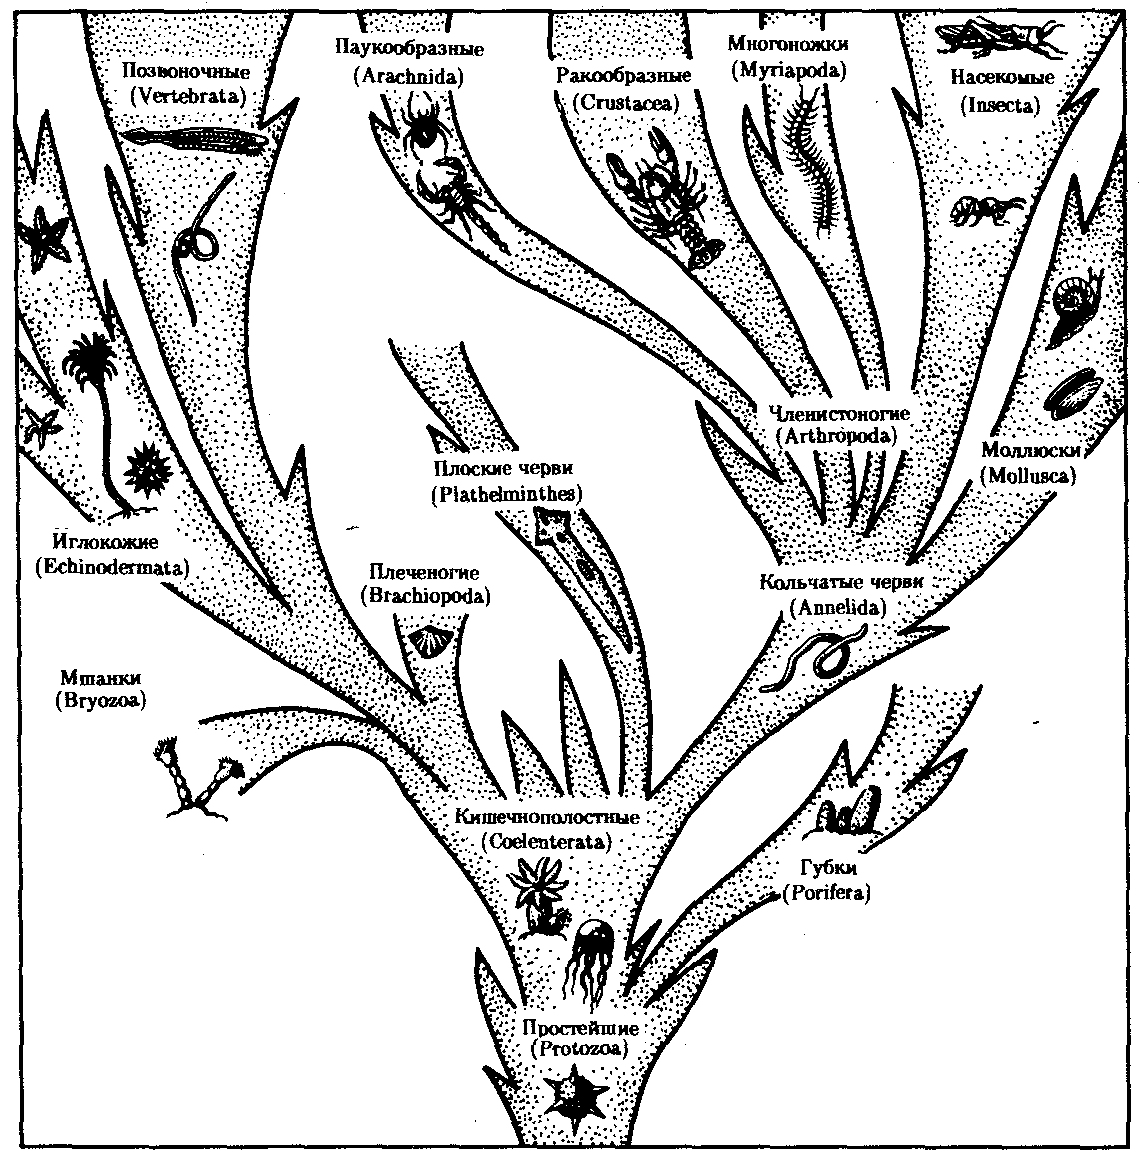 Позвоночные
(Vertebrata)
Паукообразные
(Arachnida)
Ракообразные
(Crustacea)
Многоножки
(Myriapoda)
Насекомые
(Insecta)
Членистоногие
(Arthropoda)
Моллюски
(Mollusca)
Плоские черви
(Plathelminthes)
Иглокожие
(Echinodermata)
Плеченогие
(Brachiopoda)
Кольчатые черви
(Annelida)
Мшанки
(Bryozoa)
Кишечнополостные
(Coelenterata)
Губки
(Porifera)
Простейшие
(Protozoa)